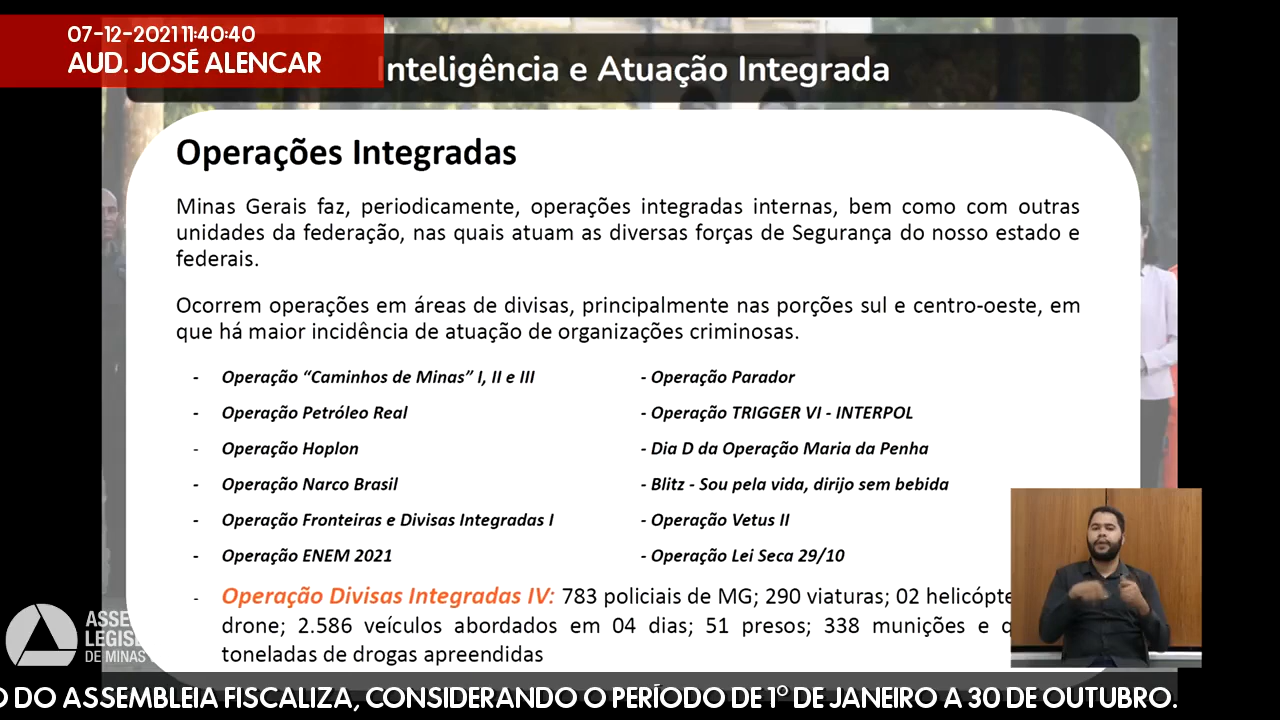 07-12-2021 11:40:40
AUD. JOSÉ ALENCAR
Inteligência e Atuação Integrada
Operações Integradas
Minas Gerais faz, periodicamente, operações integradas internas, bem como com outras
unidades da federação, nas quais atuam as diversas forças de Segurança do nosso estado e
federais.
Ocorrem operações em áreas de divisas, principalmente nas porções sul e centro-oeste, em
que há maior incidência de atuação de organizações criminosas.
- Operação “Caminhos de Minas” I, II e III
- Operação Petróleo Real
- Operação Hoplon
- Operação Narco Brasil
- Operação Fronteiras e Divisas Integradas I
- Operação ENEM 2021
- Operação Parador
- Operação TRIGGER VI - INTERPOL
- Dia D da Operação Maria da Penha
- Blitz - Sou pela vida, dirijo sem bebida
- Operação Vetus II
- Operação Lei Seca 29/10
- Operação Divisas Integradas IV: 783 policiais de MG; 290 viaturas; 02
drone; 2.586 veículos abordados em 04 dias; 51 presos; 338 munições e
toneladas de drogas apreendidas
DE MINAS
O DO ASSEMBLEIA FISCALIZA, CONSIDERANDO O PERÍODO DE 1º DE JANEIRO A 30 DE OUTUBRO.